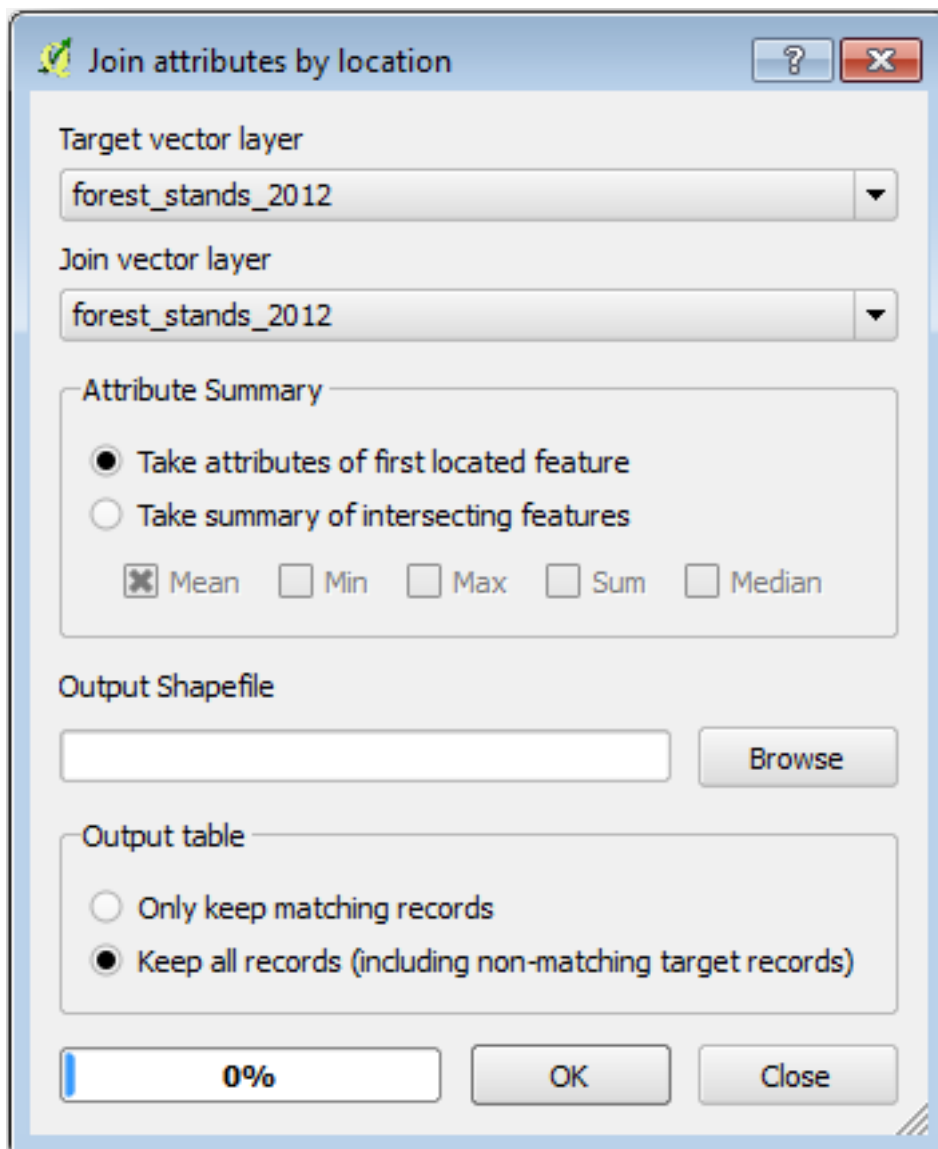 Join attributes by location
Target vector layer
forest_stands_2012
Join vector layer
forest_stands_2012
Attribute Summary
Take attributes of first located feature
Take summary of intersecting features
Mean Min Max Sum Median
Output Shapefile
Browse
Output table
Only keep matching records
Keep all records (including non-matching target records)
0% OK Close